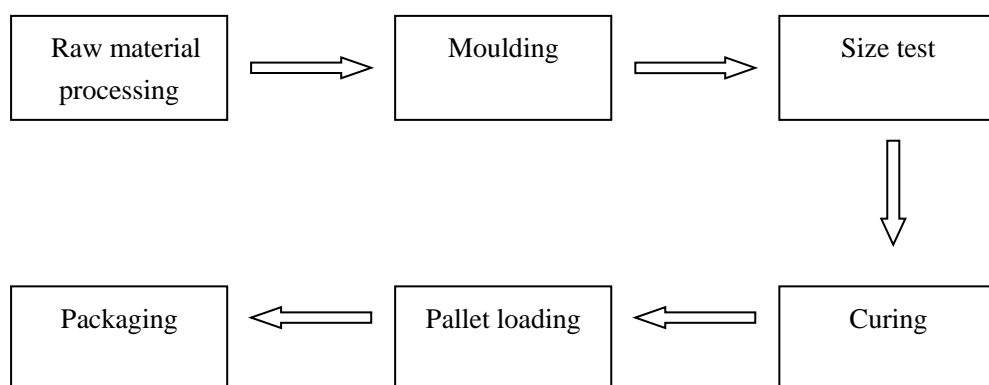 Raw material
processing
Moulding
Size test
Curing
Pallet loading
Packaging